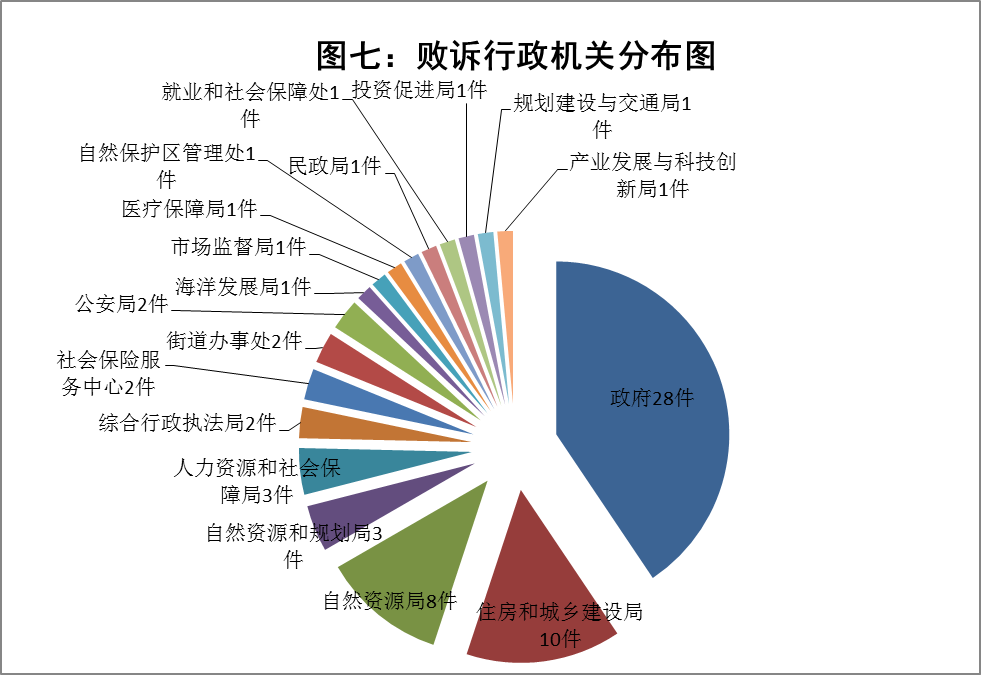 图七：败诉行政机关分布图
就业和社会保障处1
件
投资促进局1件
规划建设与交通局1
件
自然保护区管理处1
件
民政局1件
产业发展与科技创
新局1件
医疗保障局1件
市场监督局1件
海洋发展局1件
公安局2件
街道办事处2件
社会保险服
务中心2件
政府28件
综合行政执法局2件
人力资源和社会保
障局3件
自然资源和规划局3
件
自然资源局8件
住房和城乡建设局
10件